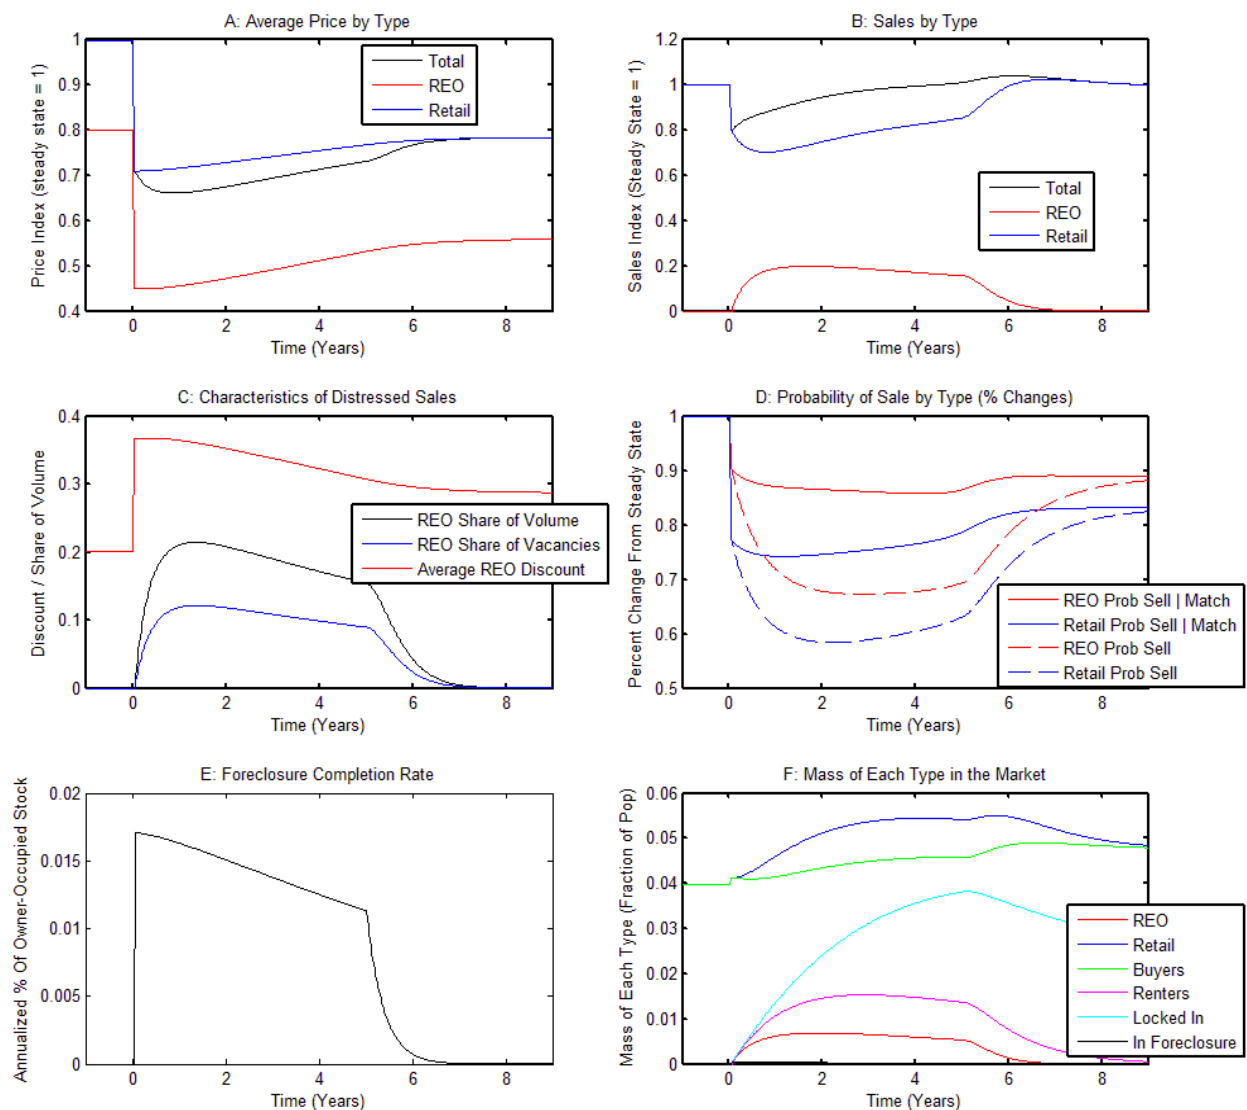 A: Average Price by Type
Price Index (steady state = 1)
1
0.9
0.8
0.7
0.6
0.5
0.4
0
2
4
6
8
Time (Years)
Total
REO
Retail
B: Sales by Type
Sales Index (Steady State = 1)
1.2
1
0.8
0.6
0.4
0.2
0
0
2
4
6
8
Time (Years)
Total
REO
Retail
C: Characteristics of Distressed Sales
Discount / Share of Volume
0.4
0.3
0.2
0.1
0
0
2
4
6
8
Time (Years)
REO Share of Volume
REO Share of Vacancies
Average REO Discount
D: Probability of Sale by Type (% Changes)
Percent Change From Steady State
1
0.9
0.8
0.7
0.6
0.5
0
2
4
6
8
Time (Years)
REO Prob Sell | Match
Retail Prob Sell | Match
REO Prob Sell
Retail Prob Sell
E: Foreclosure Completion Rate
Annualized % Of Owner-Occupied Stock
0.02
0.015
0.01
0.005
0
0
2
4
6
8
Time (Years)
F: Mass of Each Type in the Market
Mass of Each Type (Fraction of Pop)
0.06
0.05
0.04
0.03
0.02
0.01
0
0
2
4
6
8
Time (Years)
REO
Retail
Buyers
Renters
Locked In
In Foreclosure